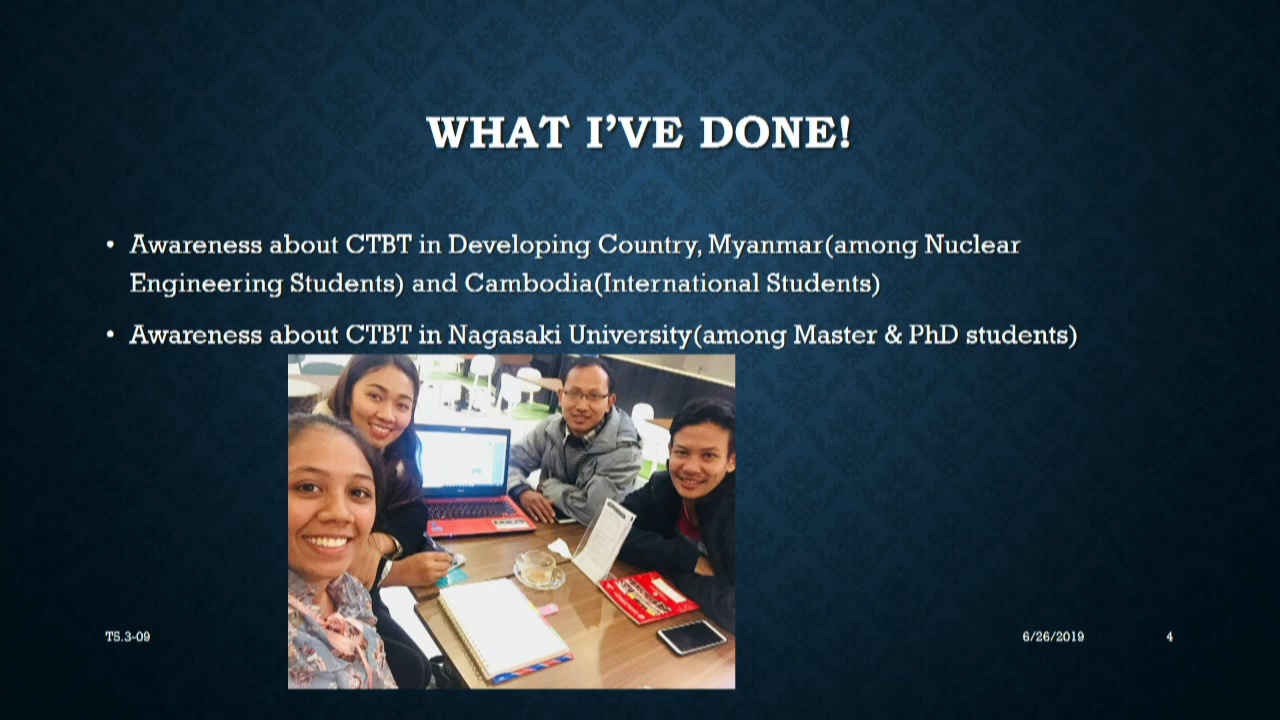 WHAT I'VE DONE!
• Awareness about CTBT in Developing Country, Myanmar(among Nuclear
Engineering Students) and Cambodia(International Students)
• Awareness about CTBT in Nagasaki University(among Master & PhD students)
T5.3-09
6/26/2019
4